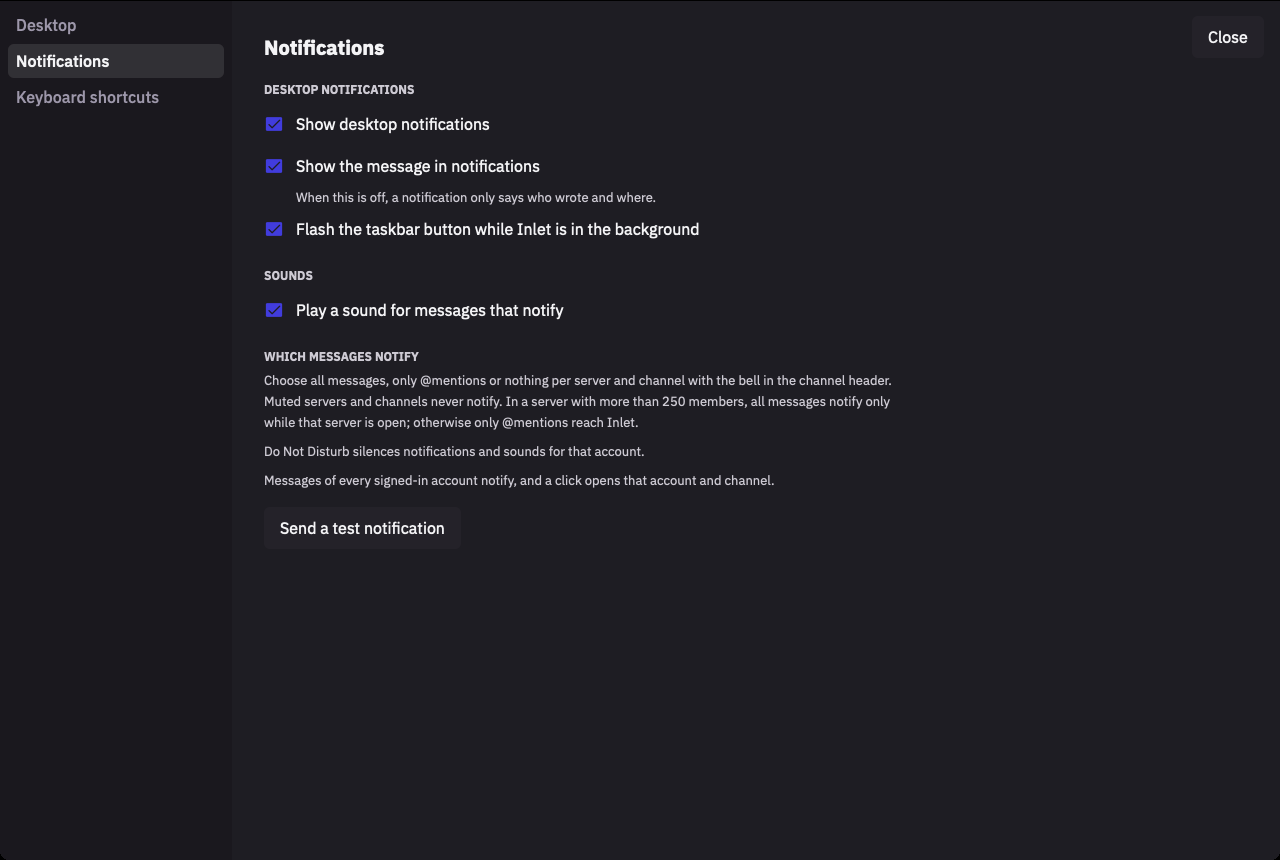 Desktop
Notifications
Keyboard shortcuts
Close
Notifications
DESKTOP NOTIFICATIONS
Show desktop notifications
Show the message in notifications
When this is off, a notification only says who wrote and where.
Flash the taskbar button while Inlet is in the background
SOUNDS
Play a sound for messages that notify
WHICH MESSAGES NOTIFY
Choose all messages, only @mentions or nothing per server and channel with the bell in the channel header.
Muted servers and channels never notify. In a server with more than 250 members, all messages notify only
while that server is open; otherwise only @mentions reach Inlet.
Do Not Disturb silences notifications and sounds for that account.
Messages of every signed-in account notify, and a click opens that account and channel.
Send a test notification